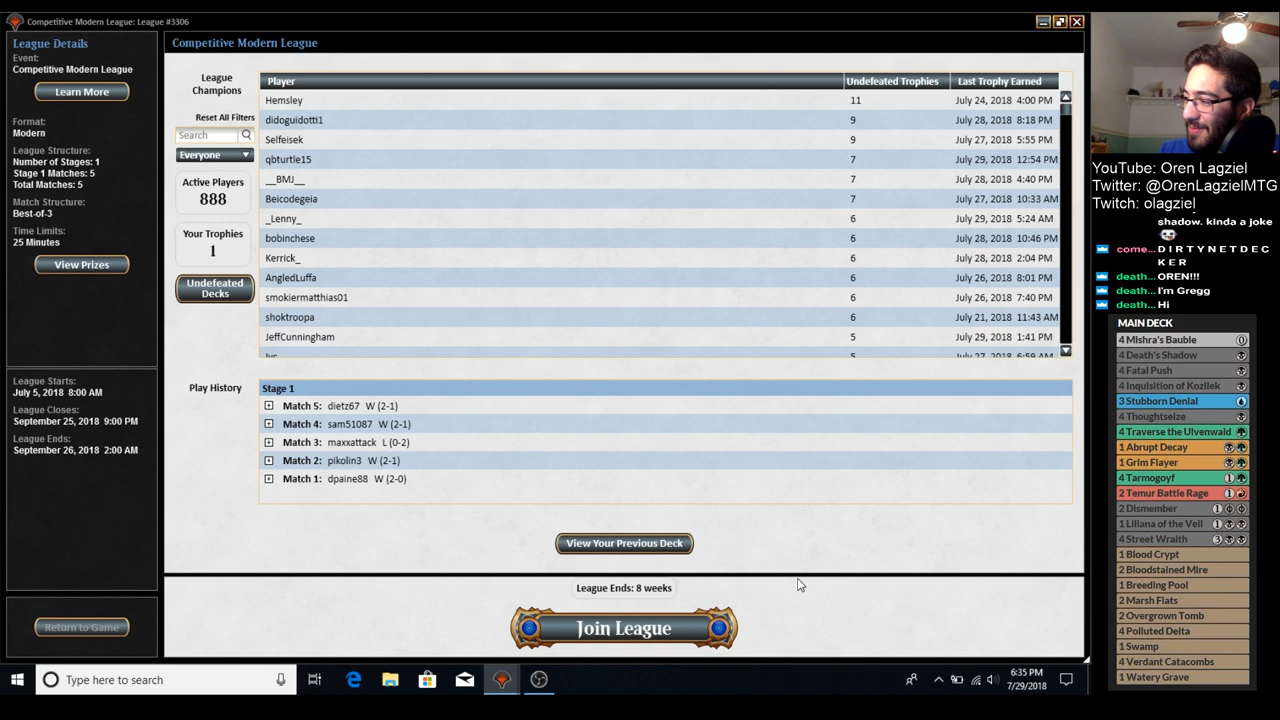 Competitive Modern League: League #3306
League Details
Event:
Competitive Modern League
Learn More
Format:
Modern
League Structure:
Number of Stages: 1
Stage 1 Matches: 5
Total Matches: 5
Match Structure:
Best-of-3
Time Limits:
25 Minutes
View Prizes
League Starts:
July 5, 2018 8:00 AM
League Closes:
September 25, 2018 9:00 PM
League Ends:
September 26, 2018 2:00 AM
Return to Game
Competitive Modern League
League
Champions
Reset All Filters
Search
Everyone
Active Players
888
Your Trophies
1
Undefeated
Decks
Player Undefeated Trophies Last Trophy Earned
Hemsley 11 July 24, 2018 4:00 PM
didoguidotti1 9 July 28, 2018 8:18 PM
Selfeisek 9 July 27, 2018 5:55 PM
qbturtle15 7 July 29, 2018 12:54 PM
__BMJ__ 7 July 28, 2018 4:40 PM
Beicodegeia 7 July 27, 2018 10:33 AM
_Lenny_ 6 July 29, 2018 5:24 AM
bobinchese 6 July 28, 2018 10:46 PM
Kerrick_ 6 July 28, 2018 2:04 PM
AngledLuffa 6 July 26, 2018 8:01 PM
smokiermatthias01 6 July 26, 2018 7:40 PM
shoktroopa 6 July 21, 2018 11:43 AM
JeffCunningham 5 July 29, 2018 1:41 PM
5 July 27, 2018 6:59 AM
Play History
Stage 1
Match 5: dietz67 W (2-1)
Match 4: sam51087 W (2-1)
Match 3: maxxattack L (0-2)
Match 2: pikolin3 W (2-1)
Match 1: dpaine88 W (2-0)
View Your Previous Deck
League Ends: 8 weeks
Join League
YouTube: Oren Lagziel
Twitter: @OrenLagzielMTG
Twitch: olagziel
shadow. kinda a joke
come... D I R T Y N E T D E C
K E R
death... OREN!!!
death... I'm Gregg
death... Hi
MAIN DECK
4 Mishra's Bauble 0
4 Death's Shadow
4 Fatal Push
4 Inquisition of Kozilek
3 Stubborn Denial
4 Thoughtseize
4 Traverse the Ulvenwald
1 Abrupt Decay
1 Grim Flayer
4 Tarmogoyf 1
2 Temur Battle Rage 1
2 Dismember 1
1 Liliana of the Veil 1
4 Street Wraith 3
1 Blood Crypt
2 Bloodstained Mire
1 Breeding Pool
2 Marsh Flats
2 Overgrown Tomb
4 Polluted Delta
1 Swamp
4 Verdant Catacombs
1 Watery Grave
Type here to search
6:35 PM
7/29/2018